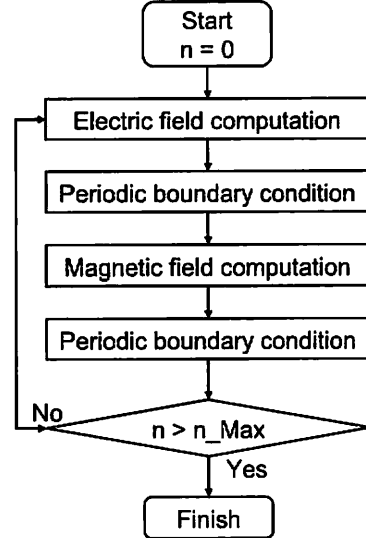 Start
n = 0
Electric field computation
Periodic boundary condition
Magnetic field computation
Periodic boundary condition
No
n > n_Max
Yes
Finish